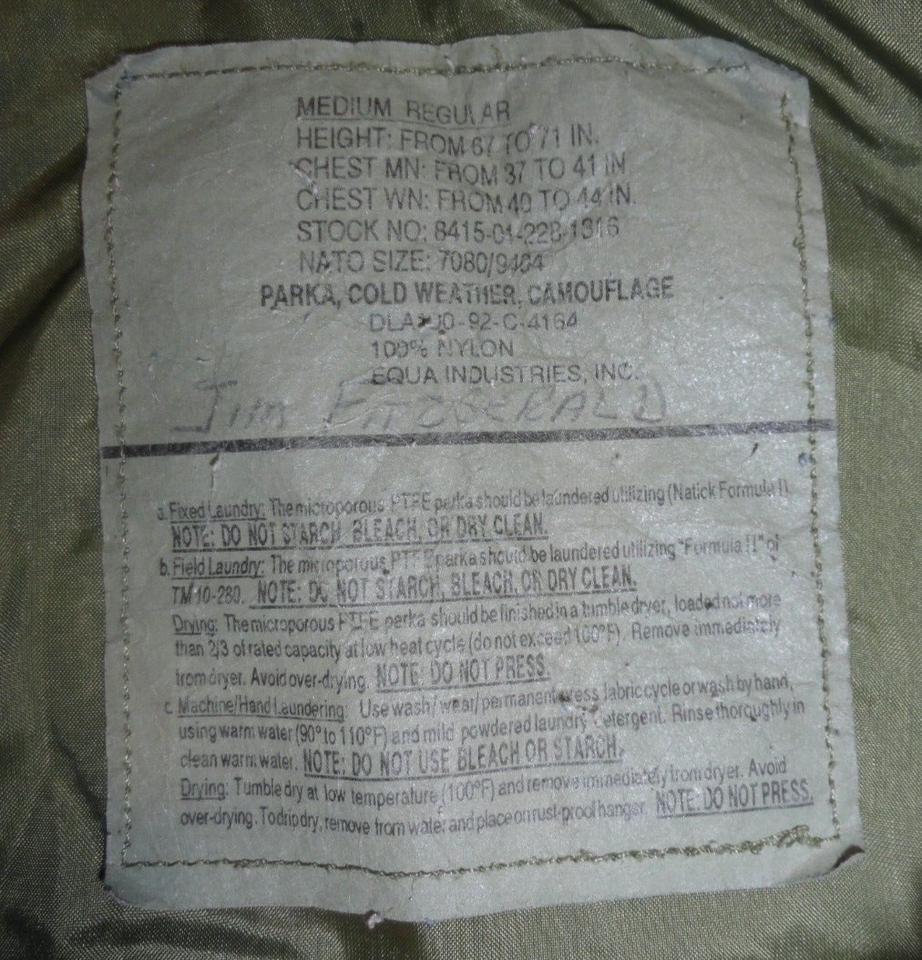 MEDIUM REGULAR
HEIGHT: FROM 67 TO 71 IN.
CHEST MN: FROM 37 TO 41 IN
CHEST WN: FROM 40 TO 44 IN.
STOCK NO: 8415-01-228-1316
NATO SIZE: 7080/9404
PARKA, COLD WEATHER, CAMOUFLAGE
DLA100-92-C-4164
100% NYLON
EQUA INDUSTRIES, INC.
JIM FITZGERALD
a. Fixed Laundry: The microporous PTFE parka should be laundered utilizing (Natick Formula I).
NOTE: DO NOT STARCH, BLEACH, OR DRY CLEAN.
b. Field Laundry: The microporous PTFE parka should be laundered utilizing "Formula II" of
TM 10-280. NOTE: DO NOT STARCH, BLEACH, OR DRY CLEAN.
Drying: The microporous PTFE parka should be finished in a tumble dryer, loaded not more
than 2/3 of rated capacity at low heat cycle (do not exceed 100°F). Remove immediately
from dryer. Avoid over-drying. NOTE: DO NOT PRESS.
c. Machine/Hand Laundering: Use wash/wear/permanent press fabric cycle or wash by hand,
using warm water (90° to 110°F) and mild powdered laundry detergent. Rinse thoroughly in
clean warm water. NOTE: DO NOT USE BLEACH OR STARCH.
Drying: Tumble dry at low temperature (100°F) and remove immediately from dryer. Avoid
over-drying. To drip dry, remove from water and place on rust-proof hanger. NOTE: DO NOT PRESS.